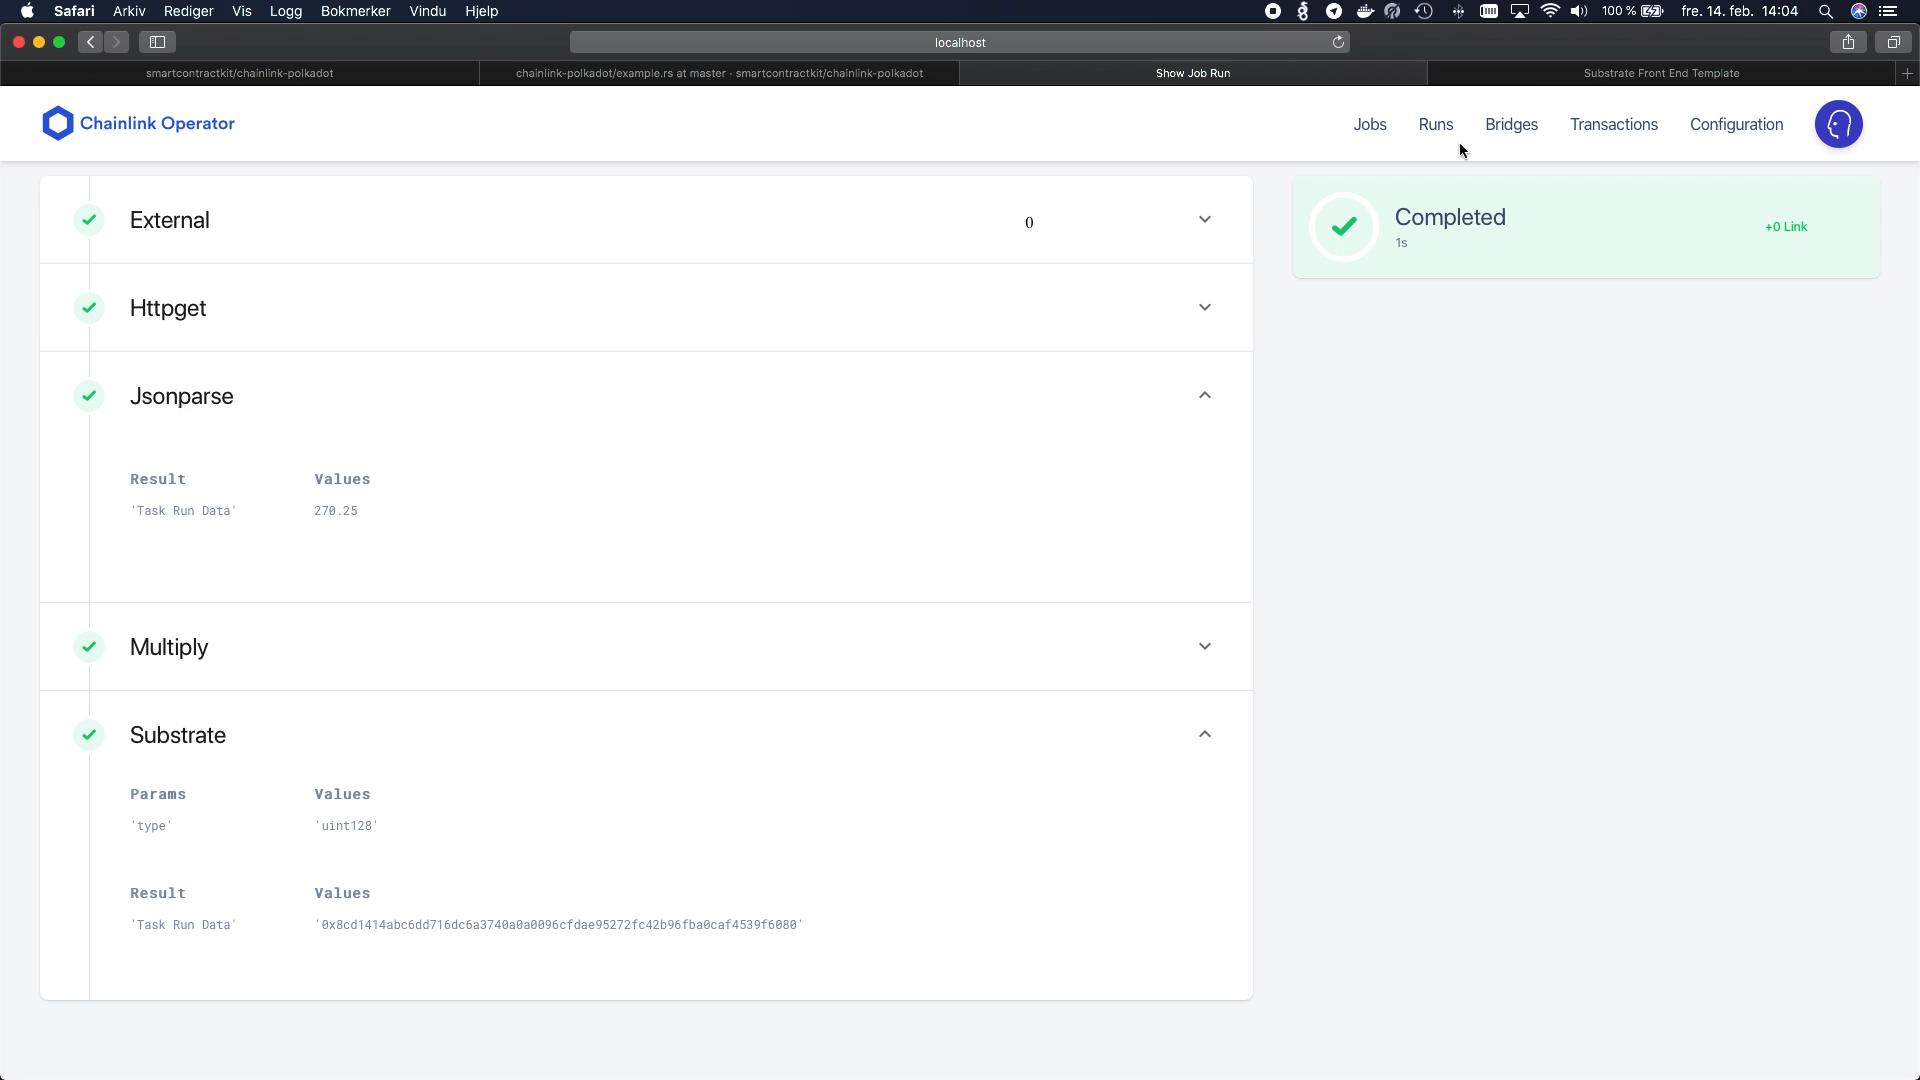 Safari Arkiv Rediger Vis Logg Bokmerker Vindu Hjelp 100 % fre. 14. feb. 14:04
localhost
smartcontractkit/chainlink-polkadot chainlink-polkadot/example.rs at master · smartcontractkit/chainlink-polkadot Show Job Run Substrate Front End Template
Chainlink Operator Jobs Runs Bridges Transactions Configuration
External 0
Completed
1s
+0 Link
Httpget
Jsonparse
Result Values
'Task Run Data' 270.25
Multiply
Substrate
Params Values
'type' 'uint128'
Result Values
'Task Run Data' '0x8cd1414abc6dd716dc6a3740a0a0096cfdae95272fc42b96fba0caf4539f6080'